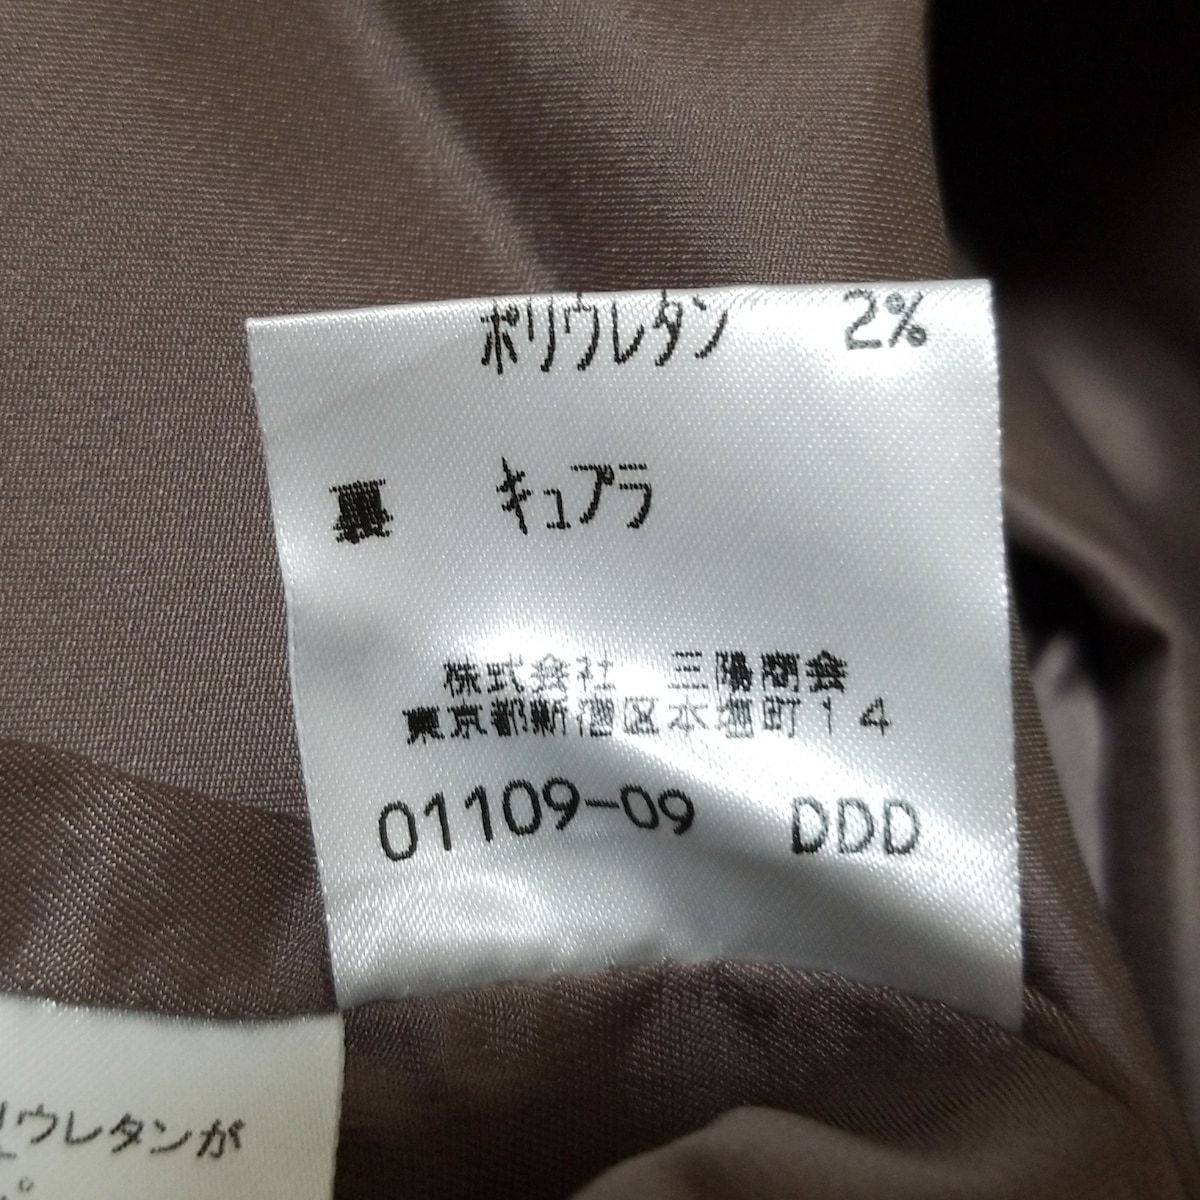 ポリウレタン 2%
裏 キュプラ
株式会社 三陽商会
東京都新宿区本塩町14
01109-09 DDD
リウレタンが
。